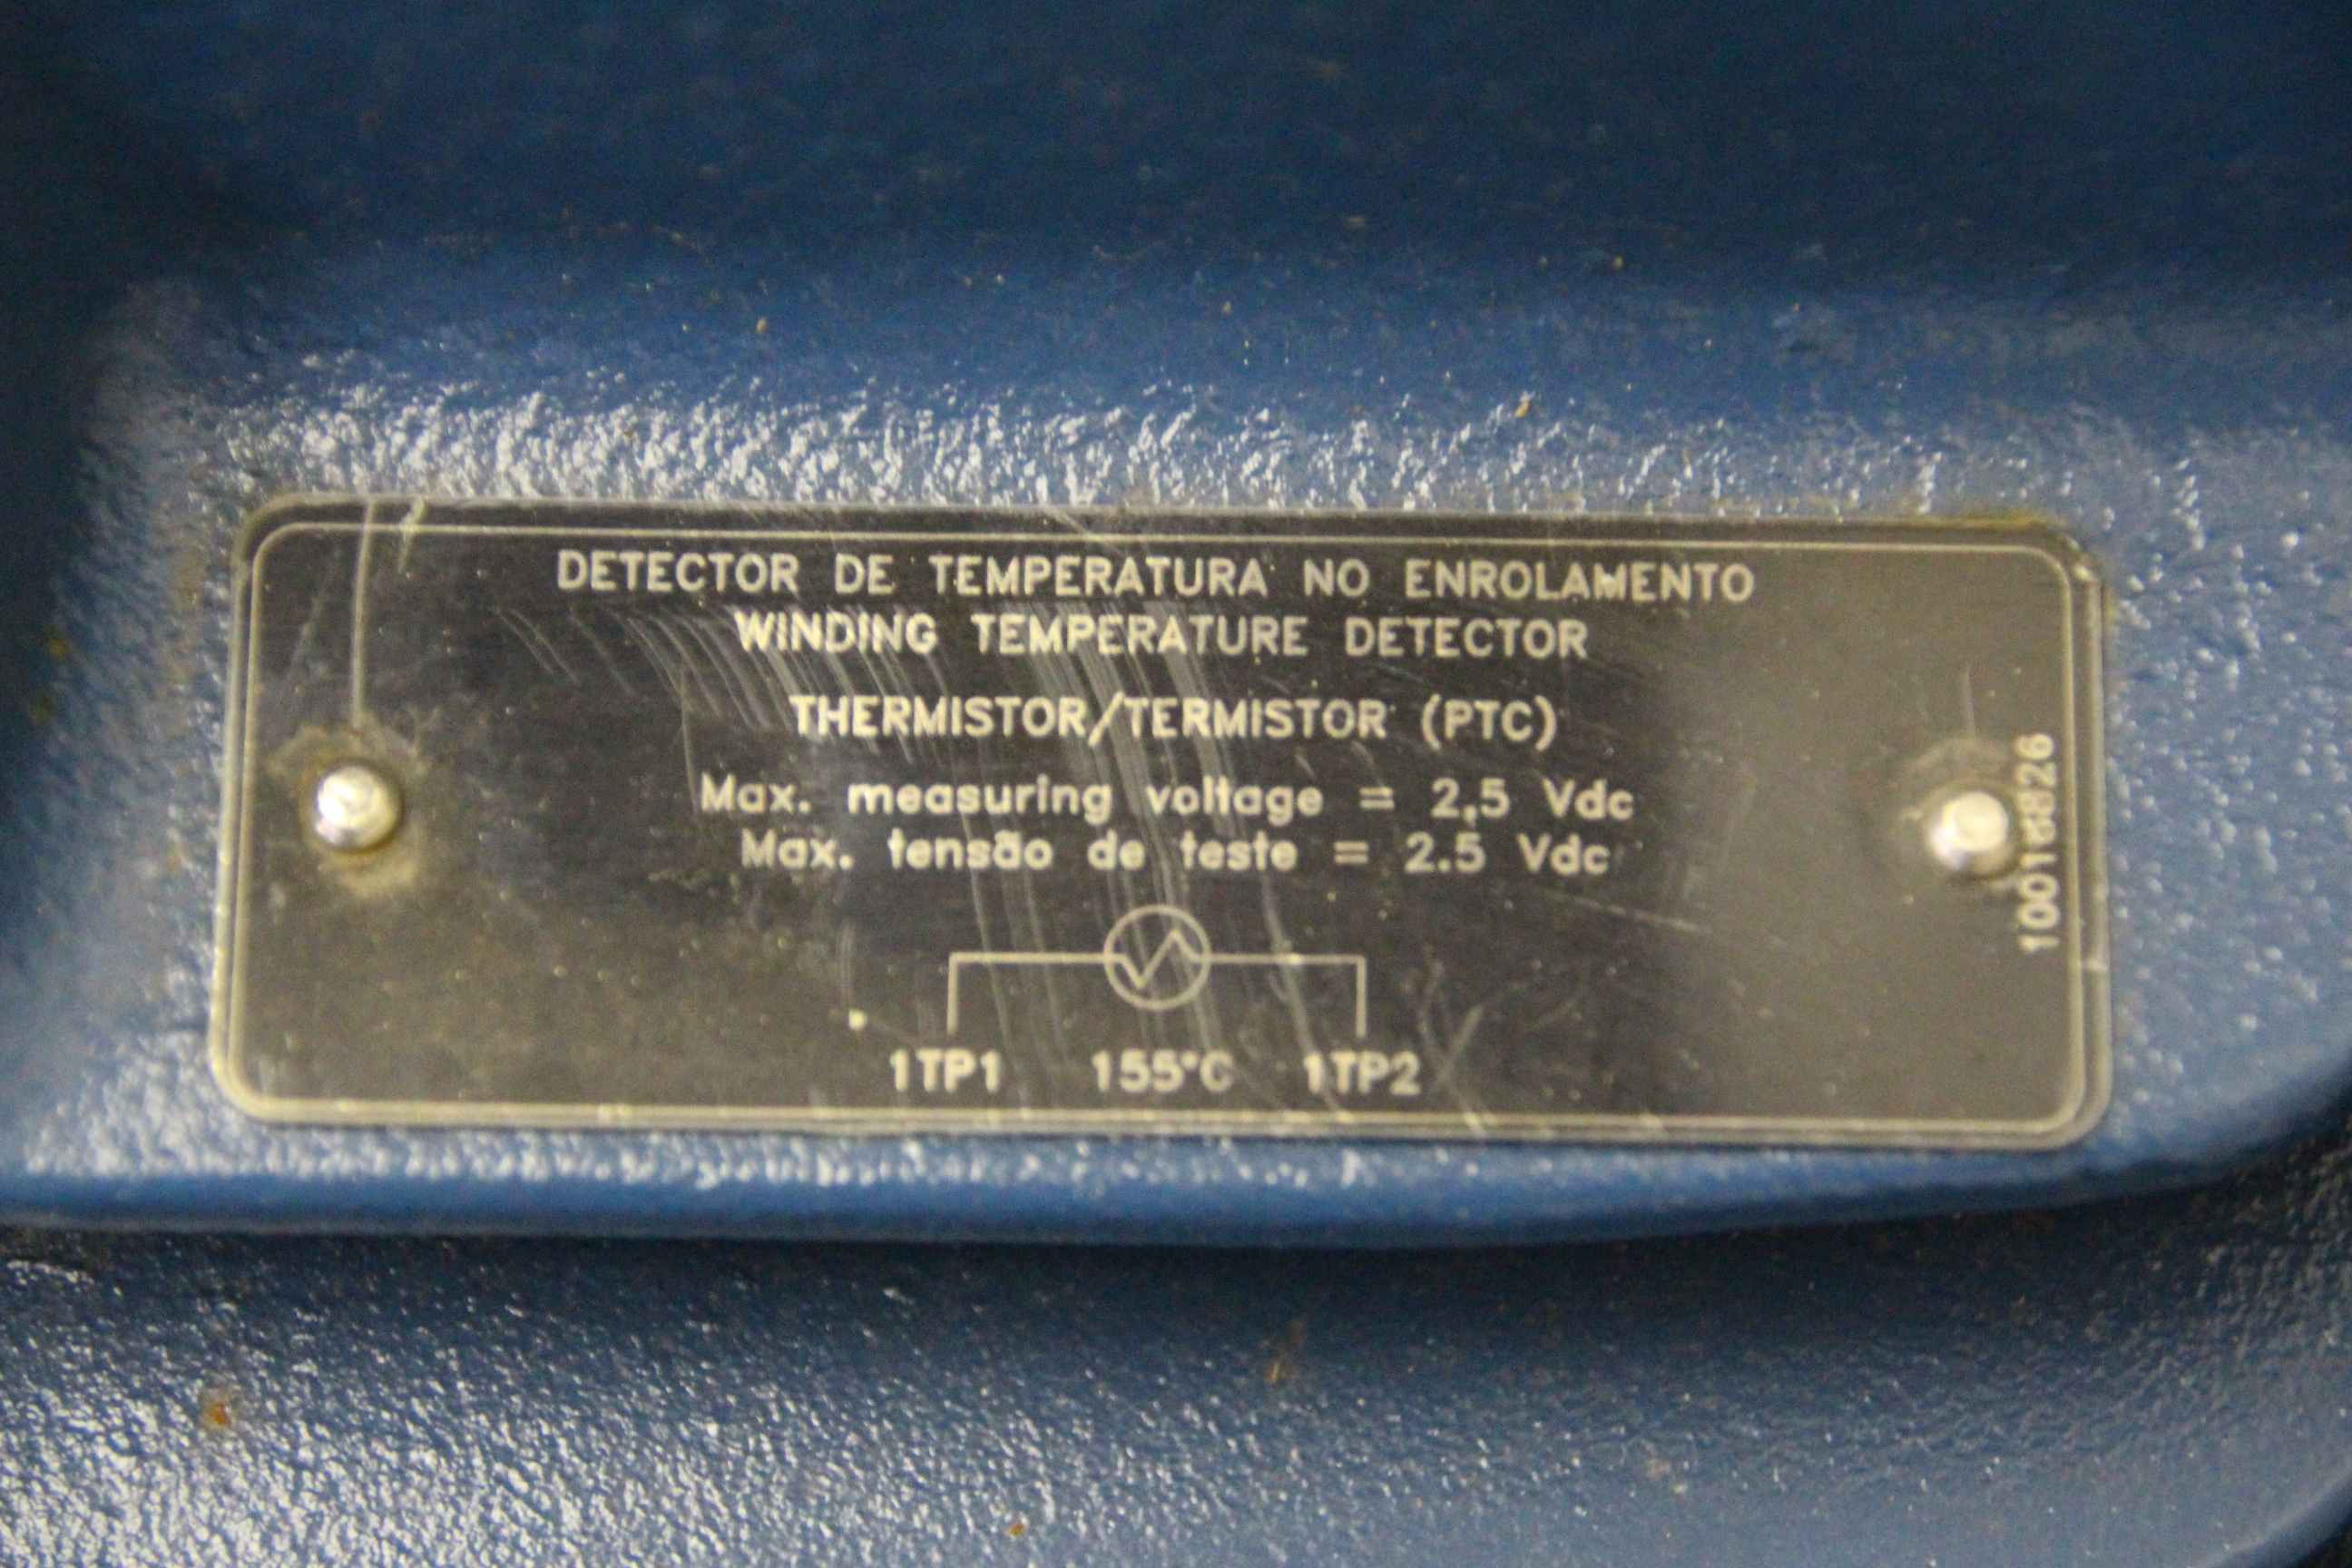 DETECTOR DE TEMPERATURA NO ENROLAMENTO
WINDING TEMPERATURE DETECTOR
THERMISTOR/TERMISTOR (PTC)
Max. measuring voltage = 2,5 Vdc
Max. tensão de teste = 2.5 Vdc
1TP1 155°C 1TP2
10018826